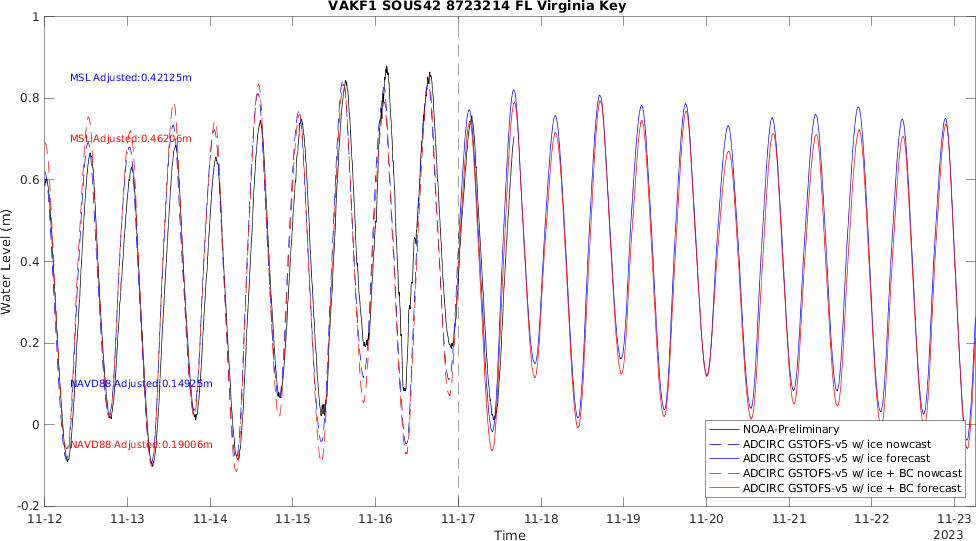 VAKF1 SOUS42 8723214 FL Virginia Key
1
0.8
0.6
0.4
0.2
0
-0.2
Water Level (m)
MSL Adjusted:0.42125m
MSL Adjusted:0.46206m
NAVD88 Adjusted:0.14925m
NAVD88 Adjusted:0.19006m
NOAA-Preliminary
ADCIRC GSTOFS-v5 w/ ice nowcast
ADCIRC GSTOFS-v5 w/ ice forecast
ADCIRC GSTOFS-v5 w/ ice + BC nowcast
ADCIRC GSTOFS-v5 w/ ice + BC forecast
11-12 11-13 11-14 11-15 11-16 11-17 11-18 11-19 11-20 11-21 11-22 11-23
Time
2023